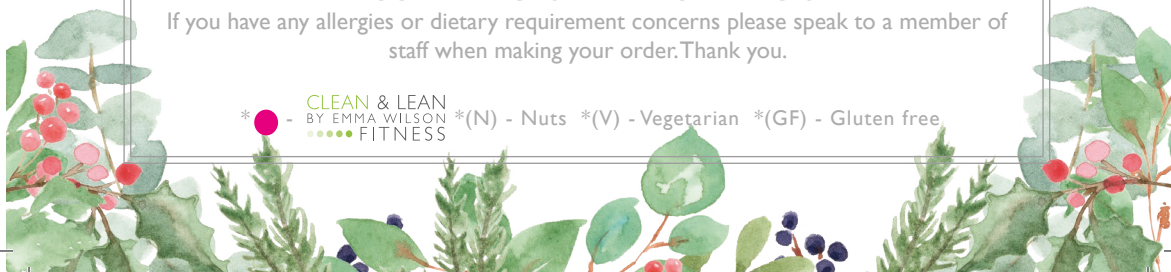 If you have any allergies or dietary requirement concerns please speak to a member of
staff when making your order.Thank you.
* - CLEAN & LEAN BY EMMA WILSON FITNESS *(N) - Nuts *(V) - Vegetarian *(GF) - Gluten free